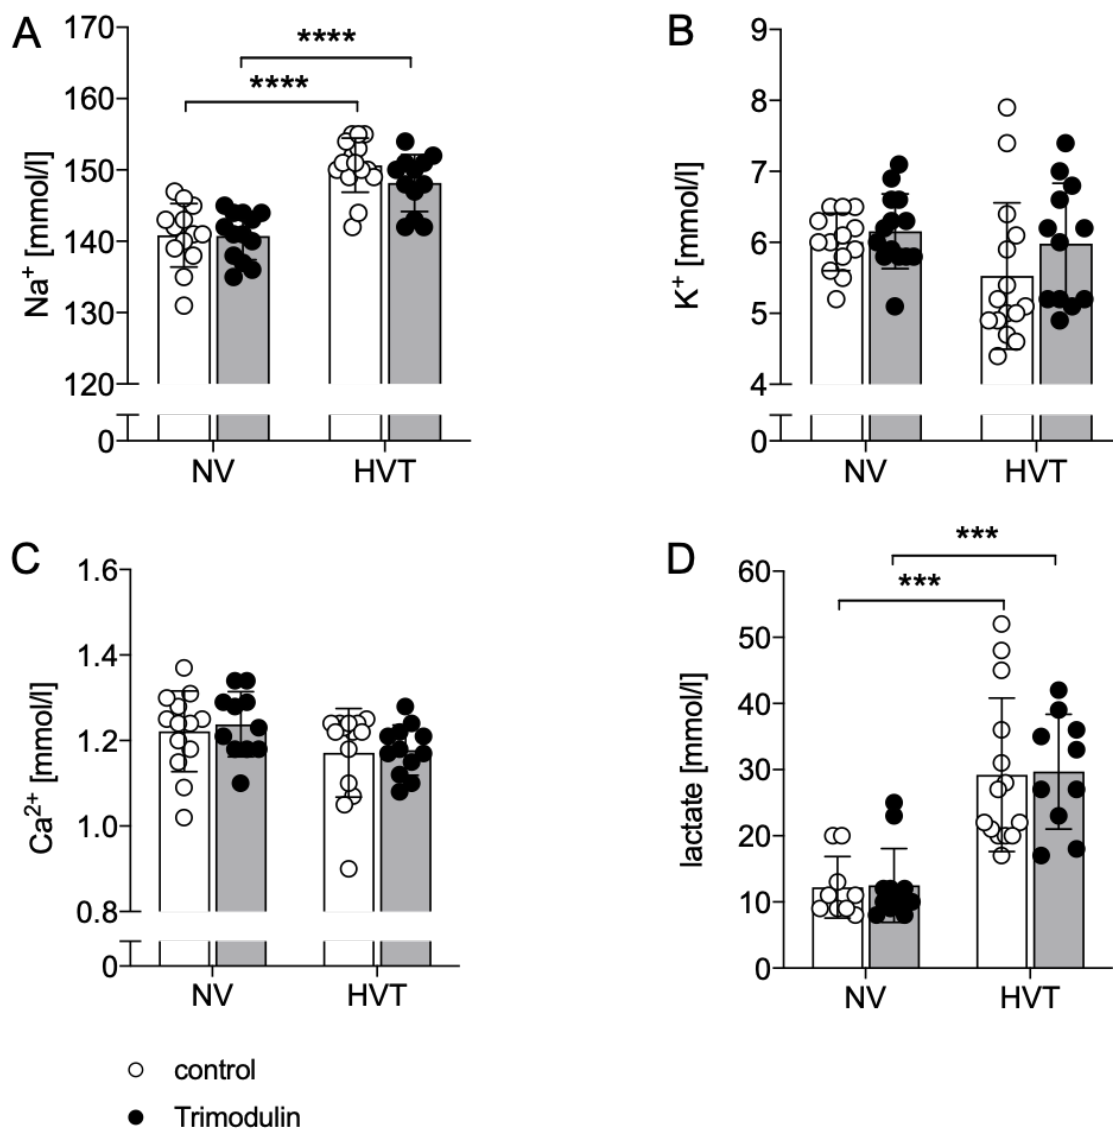 A
Na⁺ [mmol/l]
170
160
150
140
130
120
0
****
****
NV HVT
B
K⁺ [mmol/l]
9
8
7
6
5
4
0
NV HVT
C
Ca²⁺ [mmol/l]
1.6
1.4
1.2
1.0
0.8
0
NV HVT
D
lactate [mmol/l]
60
50
40
30
20
10
0
***
***
NV HVT
control
Trimodulin